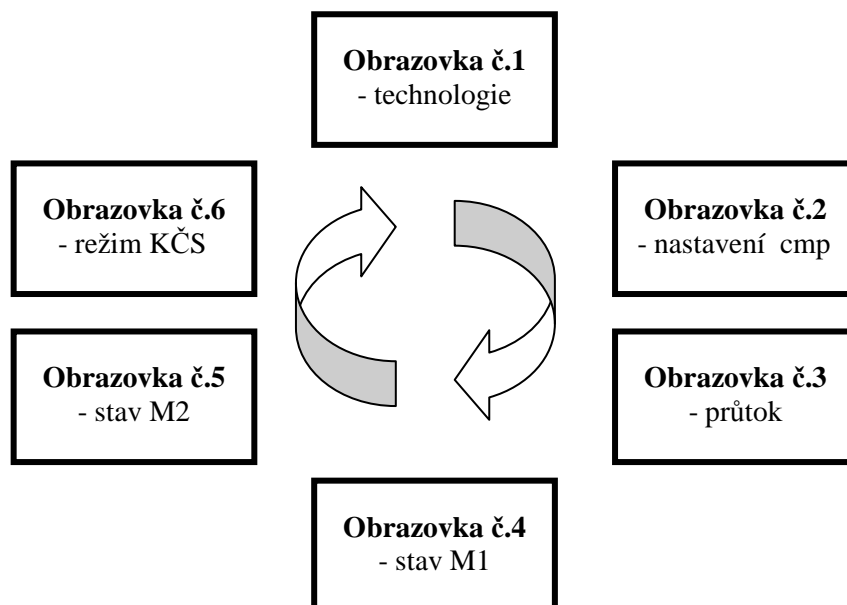 Obrazovka č.1
- technologie
Obrazovka č.2
- nastavení cmp
Obrazovka č.3
- průtok
Obrazovka č.4
- stav M1
Obrazovka č.5
- stav M2
Obrazovka č.6
- režim KČS